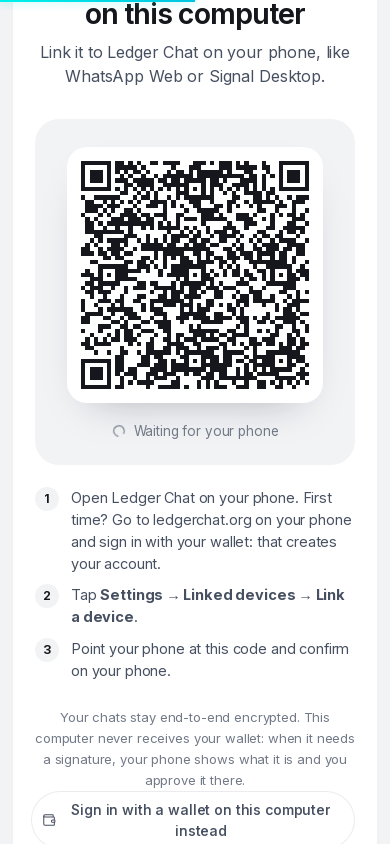 on this computer
Link it to Ledger Chat on your phone, like
WhatsApp Web or Signal Desktop.
Waiting for your phone
1 Open Ledger Chat on your phone. First
time? Go to ledgerchat.org on your phone
and sign in with your wallet: that creates
your account.
2 Tap Settings → Linked devices → Link
a device.
3 Point your phone at this code and confirm
on your phone.
Your chats stay end-to-end encrypted. This
computer never receives your wallet: when it needs
a signature, your phone shows what it is and you
approve it there.
Sign in with a wallet on this computer
instead